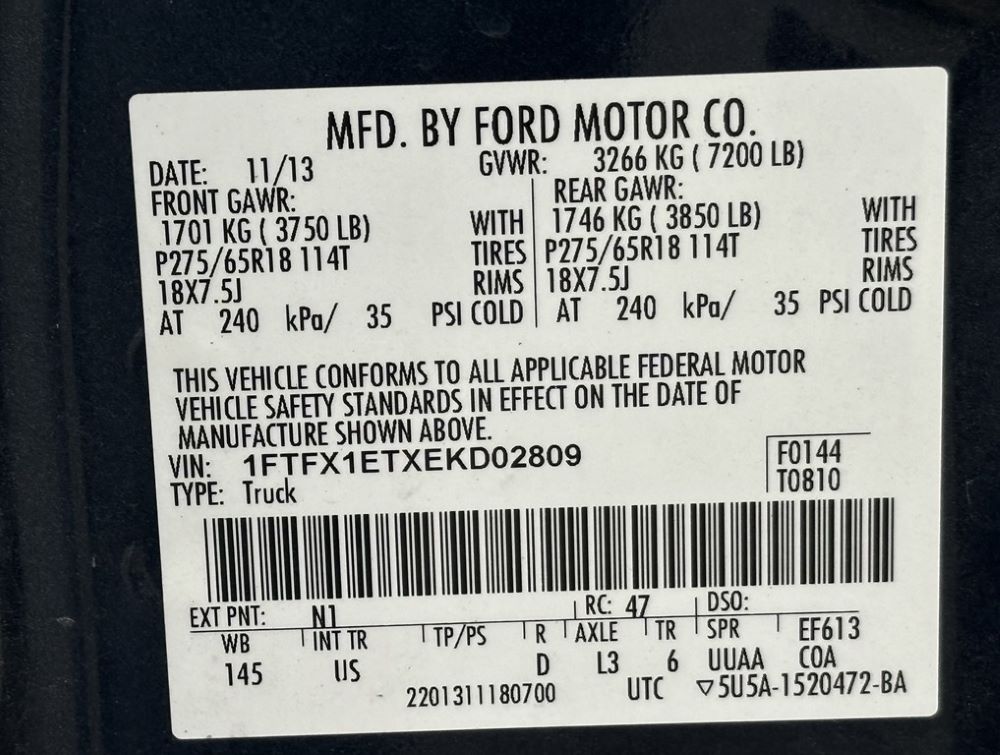 MFD. BY FORD MOTOR CO.
DATE: 11/13 GVWR: 3266 KG ( 7200 LB)
FRONT GAWR: REAR GAWR:
1701 KG ( 3750 LB) WITH 1746 KG ( 3850 LB) WITH
P275/65R18 114T TIRES P275/65R18 114T TIRES
18X7.5J RIMS 18X7.5J RIMS
AT 240 kPa/ 35 PSI COLD AT 240 kPa/ 35 PSI COLD
THIS VEHICLE CONFORMS TO ALL APPLICABLE FEDERAL MOTOR
VEHICLE SAFETY STANDARDS IN EFFECT ON THE DATE OF
MANUFACTURE SHOWN ABOVE.
VIN: 1FTFX1ETXEKD02809 F0144
TYPE: Truck T0810
EXT PNT: N1 RC: 47 DSO:
WB INT TR TP/PS R AXLE TR SPR EF613
145 US D L3 6 UUAA COA
2201311180700 UTC ▽5U5A-1520472-BA